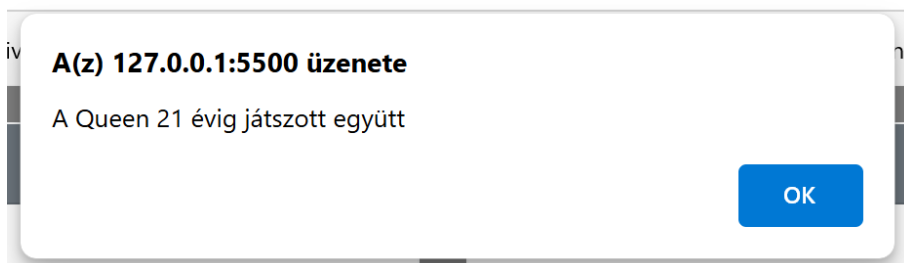 A(z) 127.0.0.1:5500 üzenete
A Queen 21 évig játszott együtt
OK